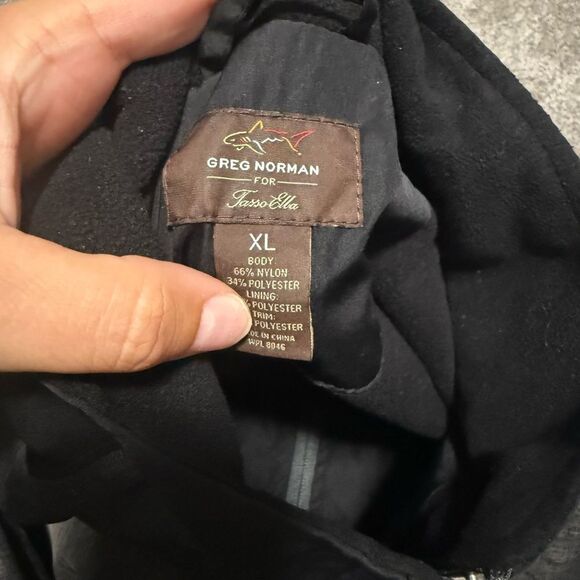 GREG NORMAN
FOR
Tasso Elba
XL
BODY:
66% NYLON
34% POLYESTER
LINING:
% POLYESTER
TRIM:
POLYESTER
IN CHINA
WPL 8046